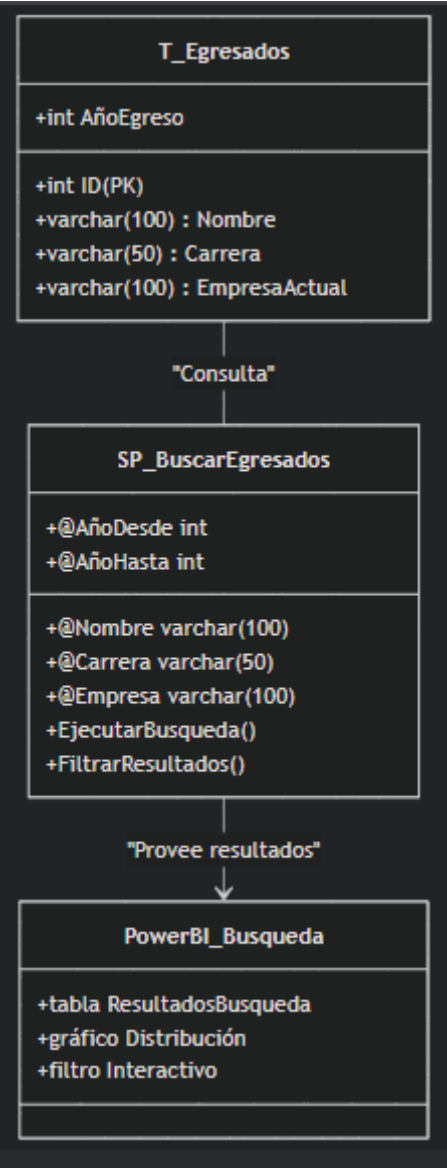 T_Egresados
+int AñoEgreso
+int ID(PK)
+varchar(100) : Nombre
+varchar(50) : Carrera
+varchar(100) : EmpresaActual
"Consulta"
SP_BuscarEgresados
+@AñoDesde int
+@AñoHasta int
+@Nombre varchar(100)
+@Carrera varchar(50)
+@Empresa varchar(100)
+EjecutarBusqueda()
+FiltrarResultados()
"Provee resultados"
PowerBI_Busqueda
+tabla ResultadosBusqueda
+gráfico Distribución
+filtro Interactivo